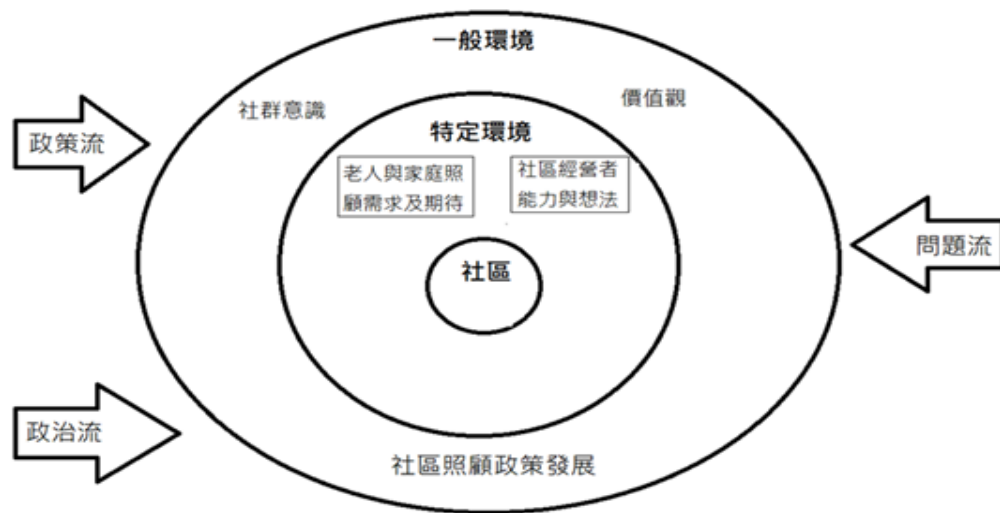 一般環境
社群意識
價值觀
政策流
特定環境
老人與家庭照
顧需求及期待
社區經營者
能力與想法
問題流
社區
政治流
社區照顧政策發展